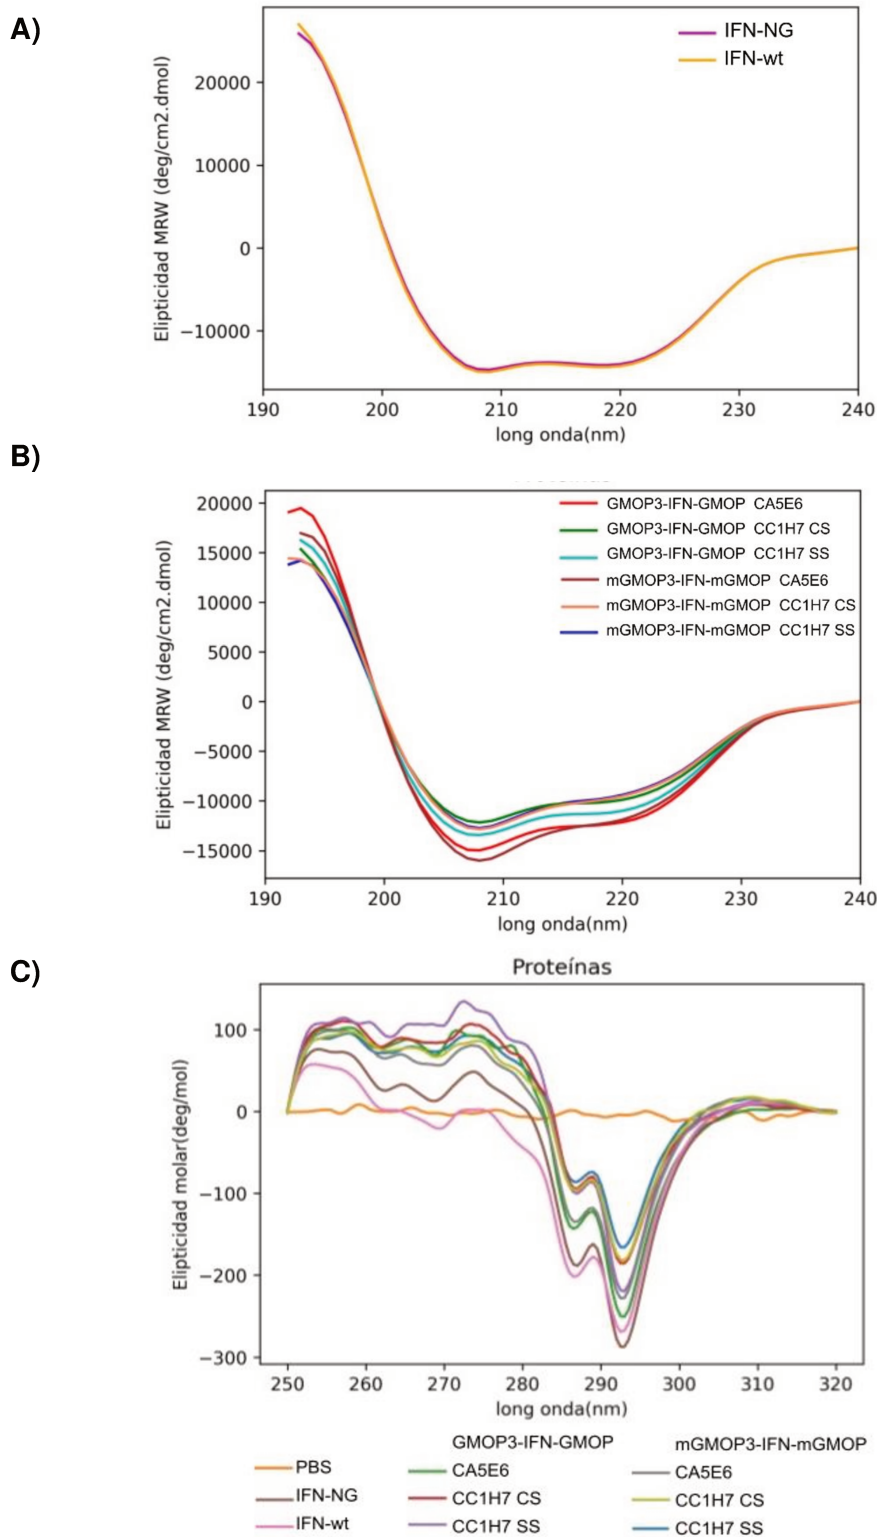 A)
IFN-NG
IFN-wt
Elipticidad MRW (deg/cm2.dmol)
20000
10000
0
−10000
190 200 210 220 230 240
long onda(nm)
B)
GMOP3-IFN-GMOP CA5E6
GMOP3-IFN-GMOP CC1H7 CS
GMOP3-IFN-GMOP CC1H7 SS
mGMOP3-IFN-mGMOP CA5E6
mGMOP3-IFN-mGMOP CC1H7 CS
mGMOP3-IFN-mGMOP CC1H7 SS
Elipticidad MRW (deg/cm2.dmol)
20000
15000
10000
5000
0
−5000
−10000
−15000
190 200 210 220 230 240
long onda(nm)
C)
Proteínas
Elipticidad molar(deg/mol)
100
0
−100
−200
−300
250 260 270 280 290 300 310 320
long onda(nm)
GMOP3-IFN-GMOP mGMOP3-IFN-mGMOP
PBS CA5E6 CA5E6
IFN-NG CC1H7 CS CC1H7 CS
IFN-wt CC1H7 SS CC1H7 SS